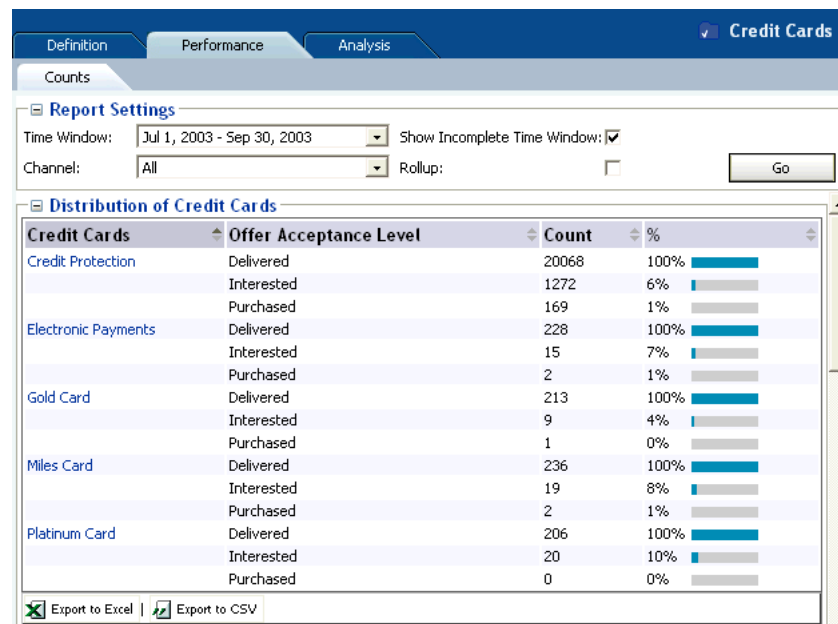 Credit Cards
Definition Performance Analysis
Counts
Report Settings
Time Window: Jul 1, 2003 - Sep 30, 2003 Show Incomplete Time Window:
Channel: All Rollup: Go
Distribution of Credit Cards
Credit Cards Offer Acceptance Level Count %
Credit Protection Delivered 20068 100%
Interested 1272 6%
Purchased 169 1%
Electronic Payments Delivered 228 100%
Interested 15 7%
Purchased 2 1%
Gold Card Delivered 213 100%
Interested 9 4%
Purchased 1 0%
Miles Card Delivered 236 100%
Interested 19 8%
Purchased 2 1%
Platinum Card Delivered 206 100%
Interested 20 10%
Purchased 0 0%
Export to Excel | Export to CSV